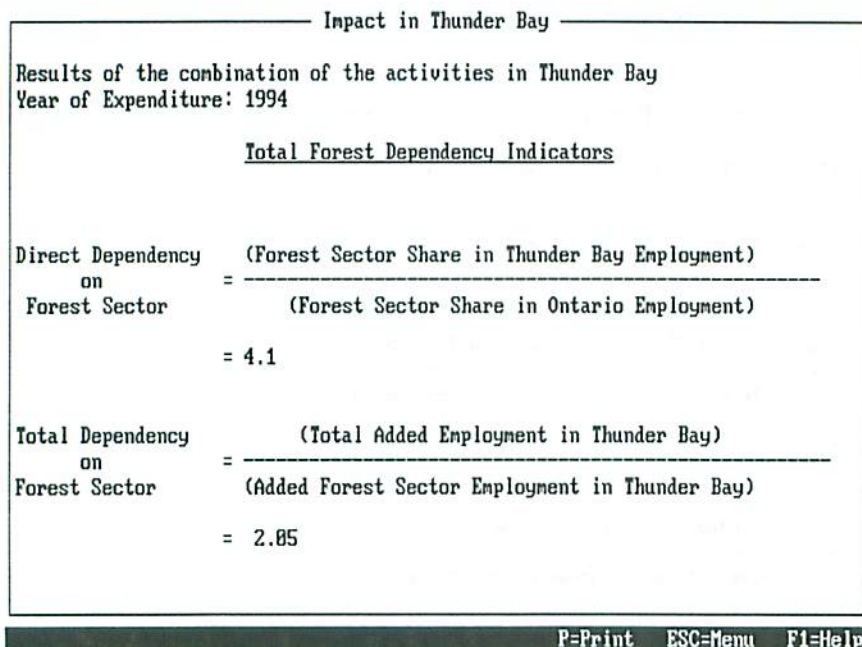 Impact in Thunder Bay
Results of the combination of the activities in Thunder Bay
Year of Expenditure: 1994
Total Forest Dependency Indicators
Direct Dependency (Forest Sector Share in Thunder Bay Employment)
on = ------------------------------------------------------------
Forest Sector (Forest Sector Share in Ontario Employment)
= 4.1
Total Dependency (Total Added Employment in Thunder Bay)
on = ------------------------------------------------------------
Forest Sector (Added Forest Sector Employment in Thunder Bay)
= 2.05
P=Print ESC=Menu F1=Help